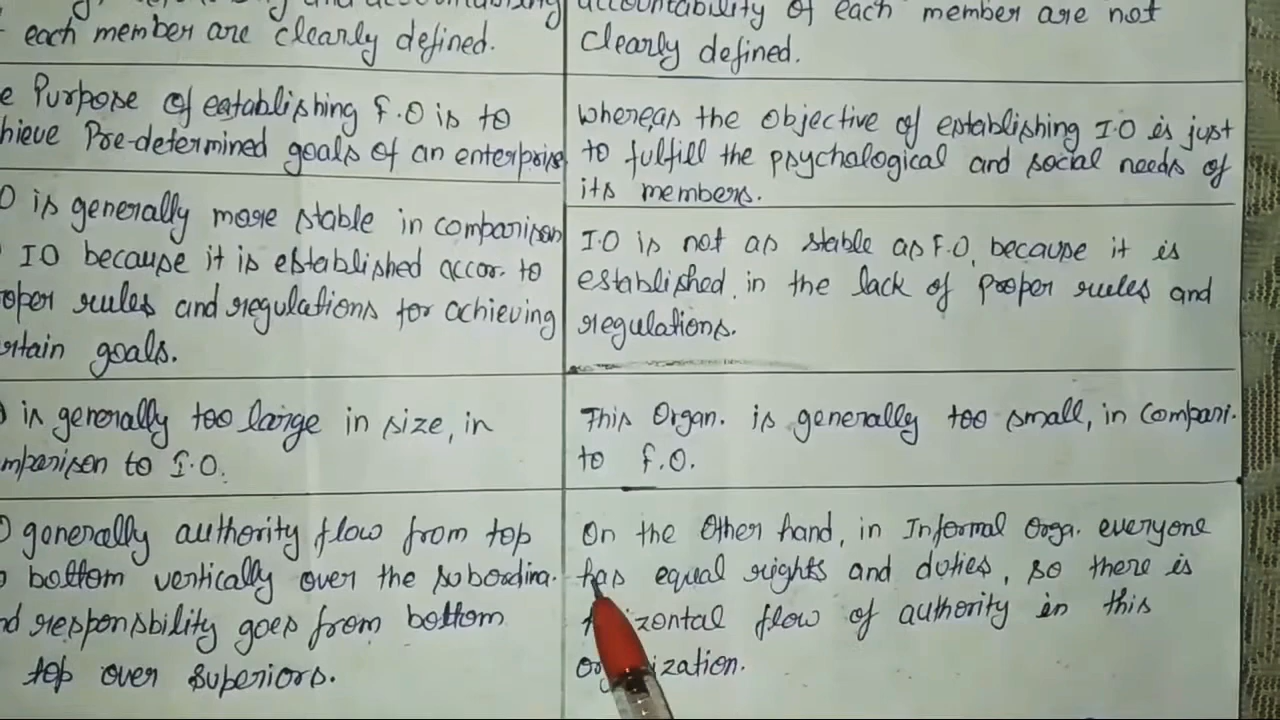 and
each member are clearly defined.
accountability of each member are not
clearly defined.
e Purpose of eatablishing F.O is to
hieve Pre-determined goals of an enterprise
whereas the objective of establishing I.O is just
to fulfill the psychalogical and social needs of
its members.
O is generally more stable in comparison
IO because it is established accor. to
oper rules and regulations for achieving
rtain goals.
I.O is not as stable as F.O, because it is
established in the lack of proper rules and
regulations.
is generally too large in size, in
mparison to I.O.
This Organ. is generally too small, in Compari.
to F.O.
O generally authority flow from top
o bottom vertically over the subordina.
nd responsbility goes from bottom
top over Superiors.
On the Other hand, in Informal Orga. everyone
has equal rights and duties, so there is
zontal flow of authority in this
ization.